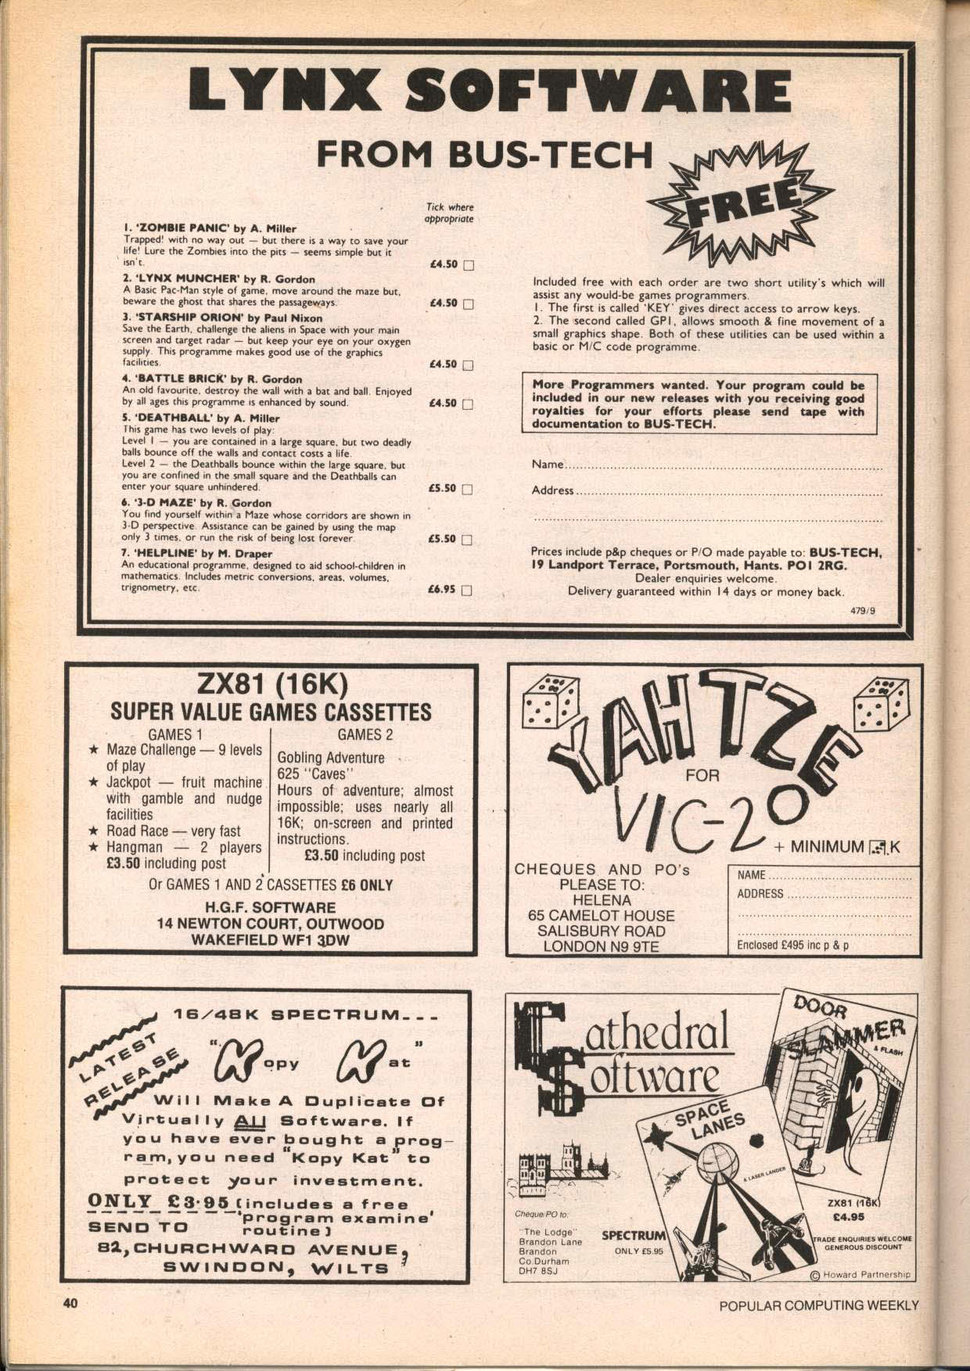 LYNX SOFTWARE
FROM BUS-TECH
FREE
Tick where
appropriate
1. 'ZOMBIE PANIC' by A. Miller
Trapped! with no way out — but there is a way to save your
life! Lure the Zombies into the pits — seems simple but it
isn't.
£4.50
2. 'LYNX MUNCHER' by R. Gordon
A Basic Pac-Man style of game, move around the maze but,
beware the ghost that shares the passageways.
£4.50
3. 'STARSHIP ORION' by Paul Nixon
Save the Earth, challenge the aliens in Space with your main
screen and target radar — but keep your eye on your oxygen
supply. This programme makes good use of the graphics
facilities.
£4.50
4. 'BATTLE BRICK' by R. Gordon
An old favourite, destroy the wall with a bat and ball. Enjoyed
by all ages this programme is enhanced by sound.
£4.50
5. 'DEATHBALL' by A. Miller
This game has two levels of play:
Level 1 — you are contained in a large square, but two deadly
balls bounce off the walls and contact costs a life.
Level 2 — the Deathballs bounce within the large square, but
you are confined in the small square and the Deathballs can
enter your square unhindered.
£5.50
6. '3-D MAZE' by R. Gordon
You find yourself within a Maze whose corridors are shown in
3-D perspective. Assistance can be gained by using the map
only 3 times, or run the risk of being lost forever.
£5.50
7. 'HELPLINE' by M. Draper
An educational programme, designed to aid school-children in
mathematics. Includes metric conversions, areas, volumes,
trignometry, etc.
£6.95
Included free with each order are two short utility's which will
assist any would-be games programmers.
1. The first is called 'KEY' gives direct access to arrow keys.
2. The second called GP1, allows smooth & fine movement of a
small graphics shape. Both of these utilities can be used within a
basic or M/C code programme.
More Programmers wanted. Your program could be
included in our new releases with you receiving good
royalties for your efforts please send tape with
documentation to BUS-TECH.
Name
Address
Prices include p&p cheques or P/O made payable to: BUS-TECH,
19 Landport Terrace, Portsmouth, Hants. PO1 2RG.
Dealer enquiries welcome.
Delivery guaranteed within 14 days or money back.
479/9
ZX81 (16K)
SUPER VALUE GAMES CASSETTES
GAMES 1
★ Maze Challenge — 9 levels
of play
★ Jackpot — fruit machine
with gamble and nudge
facilities
★ Road Race — very fast
★ Hangman — 2 players
£3.50 including post
GAMES 2
Gobling Adventure
625 "Caves"
Hours of adventure; almost
impossible; uses nearly all
16K; on-screen and printed
instructions.
£3.50 including post
Or GAMES 1 AND 2 CASSETTES £6 ONLY
H.G.F. SOFTWARE
14 NEWTON COURT, OUTWOOD
WAKEFIELD WF1 3DW
YAHTZE
FOR
VIC-20
+ MINIMUM K
CHEQUES AND PO's
PLEASE TO:
HELENA
65 CAMELOT HOUSE
SALISBURY ROAD
LONDON N9 9TE
NAME
ADDRESS
Enclosed £495 inc p & p
LATEST
RELEASE
16/48K SPECTRUM---
"Kopy Kat"
Will Make A Duplicate Of
Virtually All Software. If
you have ever bought a prog-
ram, you need "Kopy Kat" to
protect your investment.
ONLY £3·95 (includes a free
'program examine'
routine)
SEND TO
82, CHURCHWARD AVENUE,
SWINDON, WILTS
Cathedral
Software
DOOR
SLAMMER
& FLASH
SPACE
LANES
& LASER LANDER
Cheque/PO to:
"The Lodge"
Brandon Lane
Brandon
Co.Durham
DH7 8SJ
SPECTRUM
ONLY £5.95
ZX81 (16K)
£4.95
TRADE ENQUIRIES WELCOME
GENEROUS DISCOUNT
© Howard Partnership
40
POPULAR COMPUTING WEEKLY